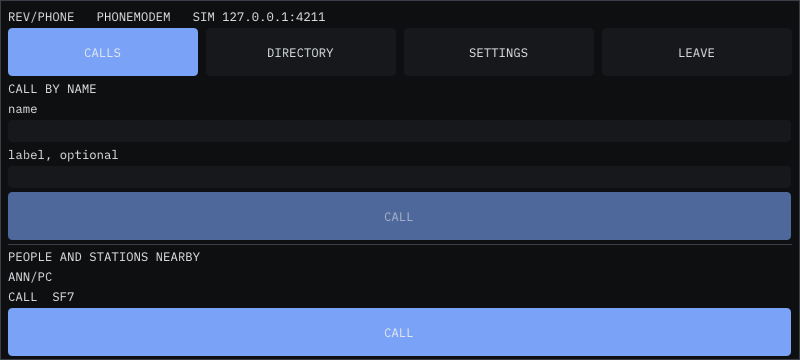 REV/PHONE   PHONEMODEM   SIM 127.0.0.1:4211
CALLS   DIRECTORY   SETTINGS   LEAVE
CALL BY NAME
name
label, optional
CALL
PEOPLE AND STATIONS NEARBY
ANN/PC
CALL  SF7
CALL